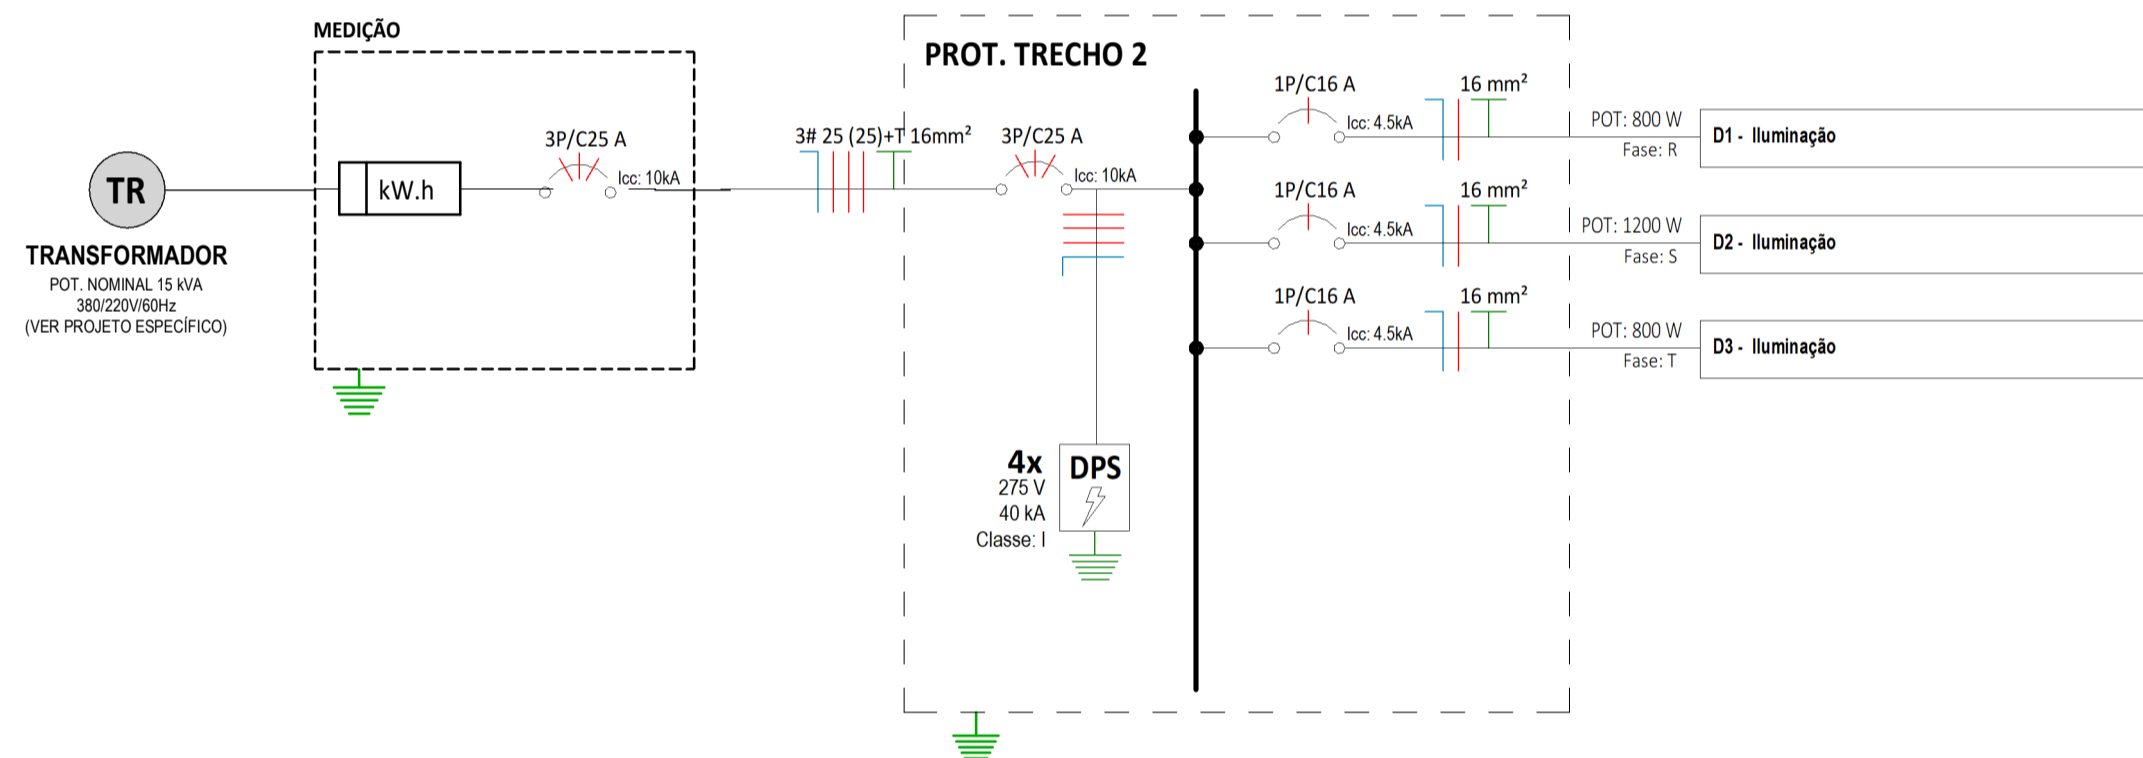 MEDIÇÃO
TR
TRANSFORMADOR
POT. NOMINAL 15 kVA
380/220V/60Hz
(VER PROJETO ESPECÍFICO)
kW.h
3P/C25 A
Icc: 10kA
3# 25 (25)+T 16mm²
PROT. TRECHO 2
3P/C25 A
Icc: 10kA
4x
275 V
40 kA
Classe: I
DPS
1P/C16 A
Icc: 4.5kA
16 mm²
POT: 800 W
Fase: R
D1 - Iluminação
1P/C16 A
Icc: 4.5kA
16 mm²
POT: 1200 W
Fase: S
D2 - Iluminação
1P/C16 A
Icc: 4.5kA
16 mm²
POT: 800 W
Fase: T
D3 - Iluminação